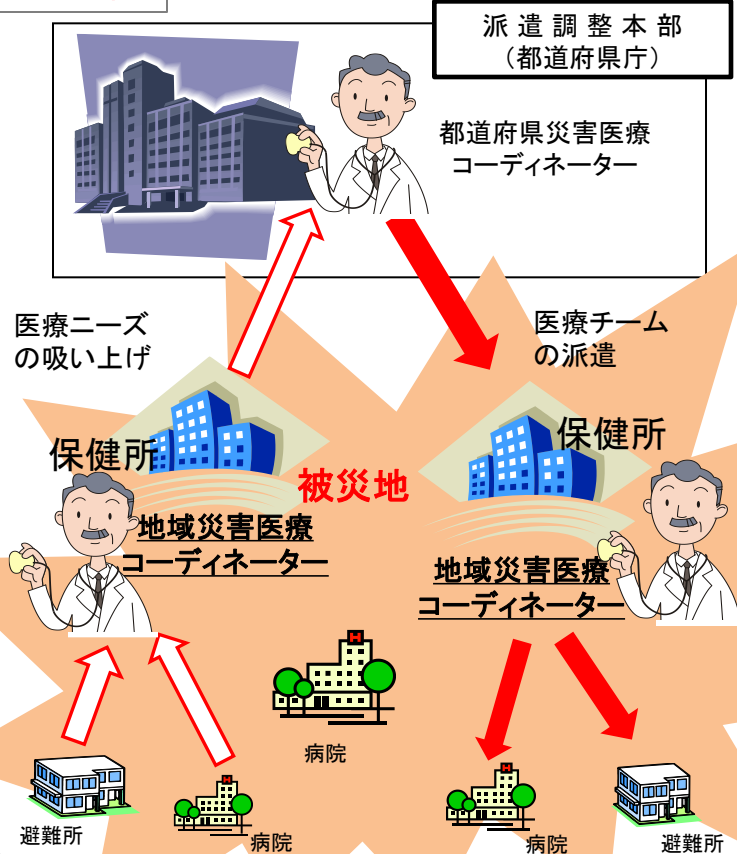 派遣調整本部
（都道府県庁）
都道府県災害医療
コーディネーター
医療ニーズ
の吸い上げ
医療チーム
の派遣
保健所
保健所
被災地
地域災害医療
コーディネーター
地域災害医療
コーディネーター
H
病院
避難所
H
病院
H
病院
避難所